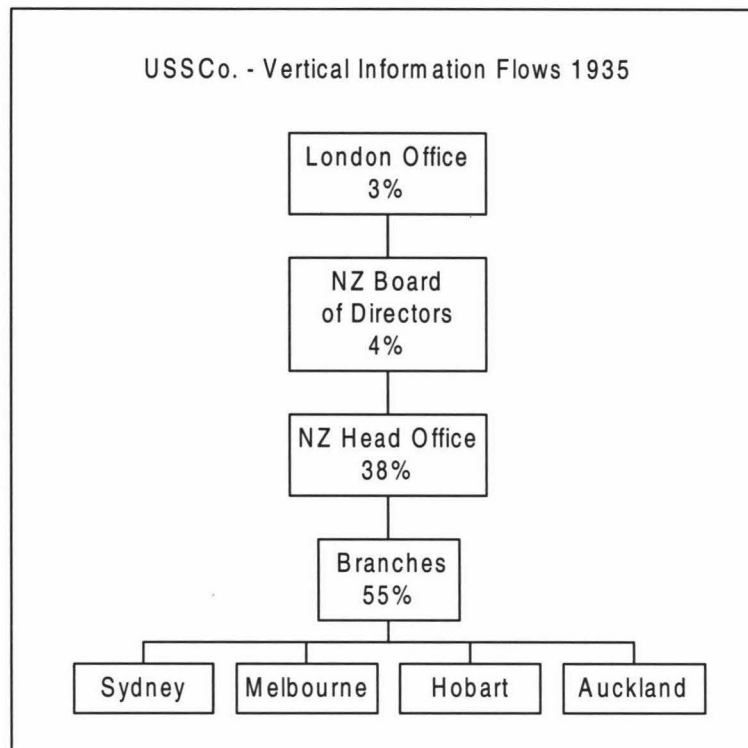 USSCo. - Vertical Information Flows 1935
London Office
3%
NZ Board
of Directors
4%
NZ Head Office
38%
Branches
55%
Sydney
Melbourne
Hobart
Auckland